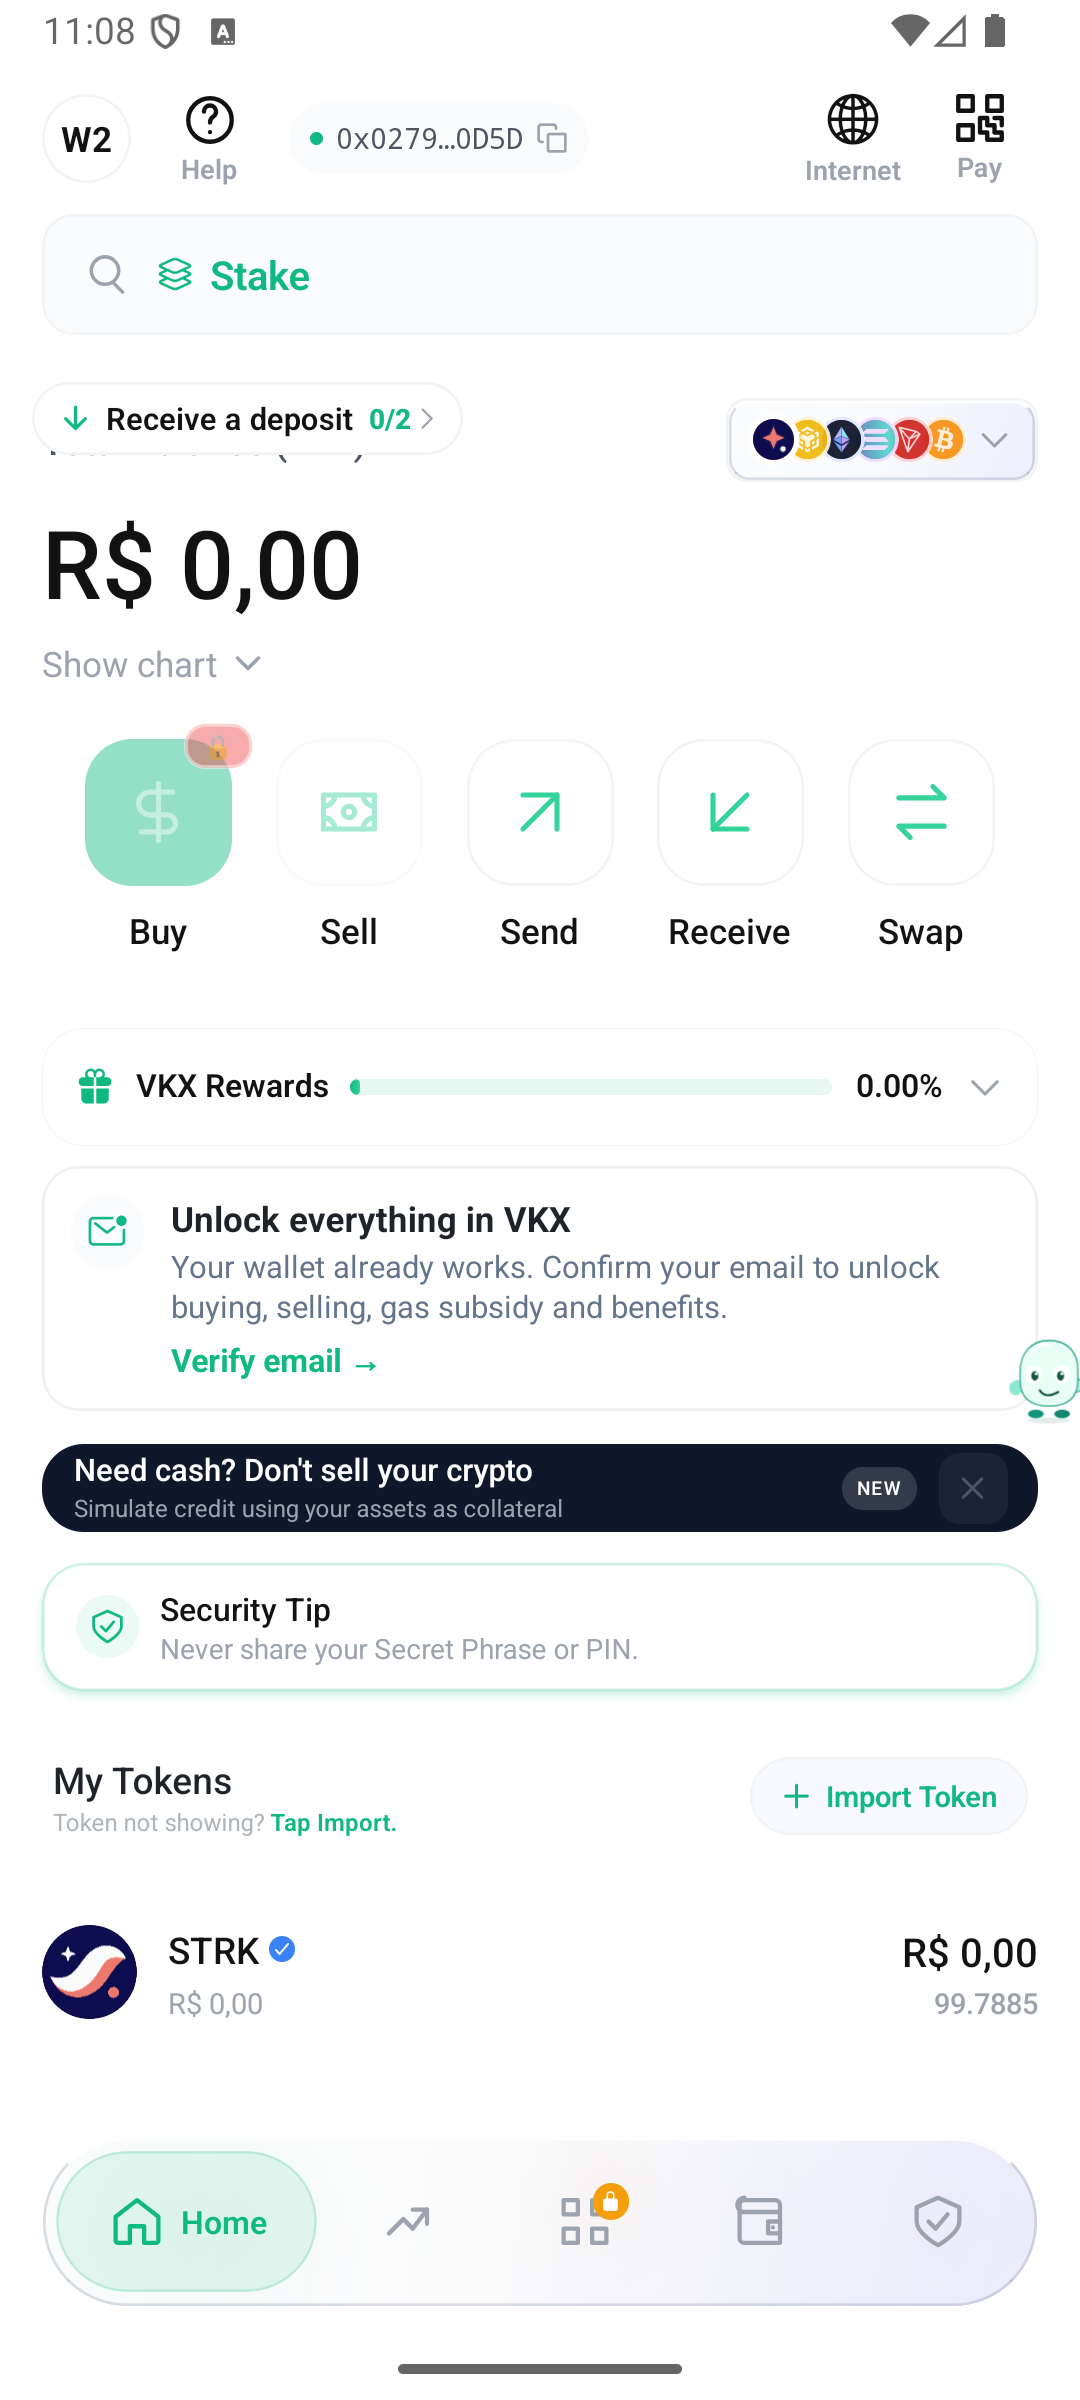 11:08
W2
Help
0x0279...0D5D
Internet
Pay
Stake
Receive a deposit 0/2
R$ 0,00
Show chart
Buy
Sell
Send
Receive
Swap
VKX Rewards
0.00%
Unlock everything in VKX
Your wallet already works. Confirm your email to unlock
buying, selling, gas subsidy and benefits.
Verify email →
Need cash? Don't sell your crypto
Simulate credit using your assets as collateral
NEW
Security Tip
Never share your Secret Phrase or PIN.
My Tokens
Token not showing? Tap Import.
Import Token
STRK
R$ 0,00
R$ 0,00
99.7885
Home